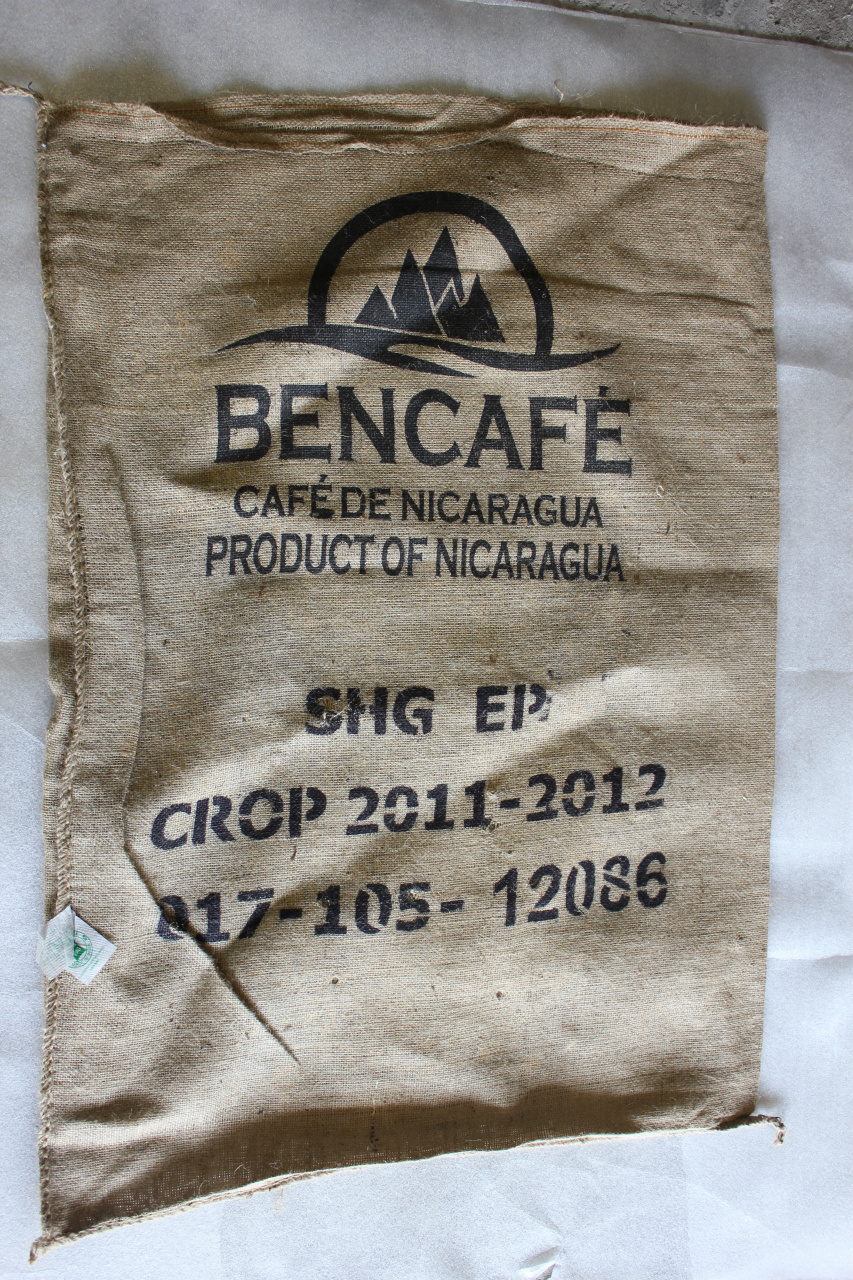 BENCAFÉ
CAFÉ DE NICARAGUA
PRODUCT OF NICARAGUA
SHG EP
CROP 2011-2012
017-105-12086